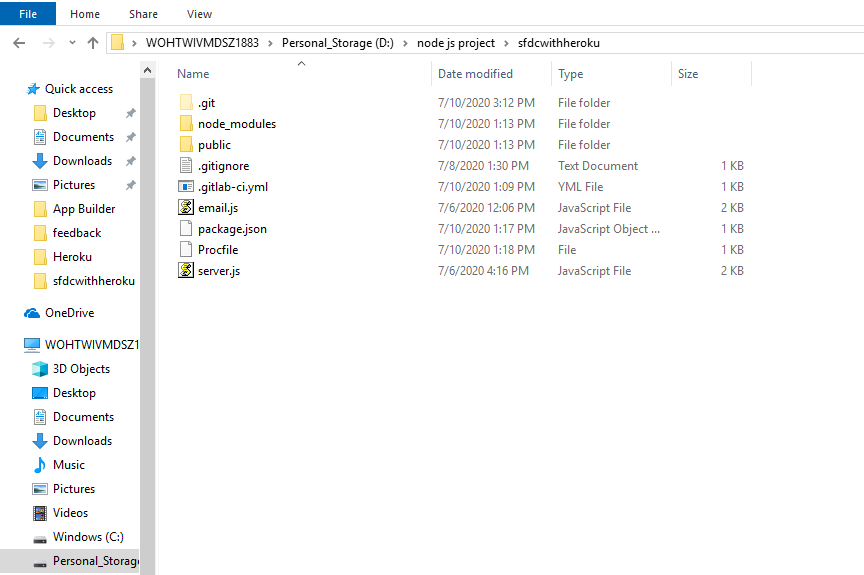 File Home Share View
WOHTWIVMDSZ1883 > Personal_Storage (D:) > node js project > sfdcwithheroku
Name Date modified Type Size
Quick access
Desktop
Documents
Downloads
Pictures
App Builder
feedback
Heroku
sfdcwithheroku
OneDrive
WOHTWIVMDSZ1
3D Objects
Desktop
Documents
Downloads
Music
Pictures
Videos
Windows (C:)
Personal_Storage
.git 7/10/2020 3:12 PM File folder
node_modules 7/10/2020 1:13 PM File folder
public 7/10/2020 1:13 PM File folder
.gitignore 7/8/2020 1:30 PM Text Document 1 KB
.gitlab-ci.yml 7/10/2020 1:09 PM YML File 1 KB
email.js 7/6/2020 12:06 PM JavaScript File 2 KB
package.json 7/10/2020 1:17 PM JavaScript Object ... 1 KB
Procfile 7/10/2020 1:18 PM File 1 KB
server.js 7/6/2020 4:16 PM JavaScript File 2 KB